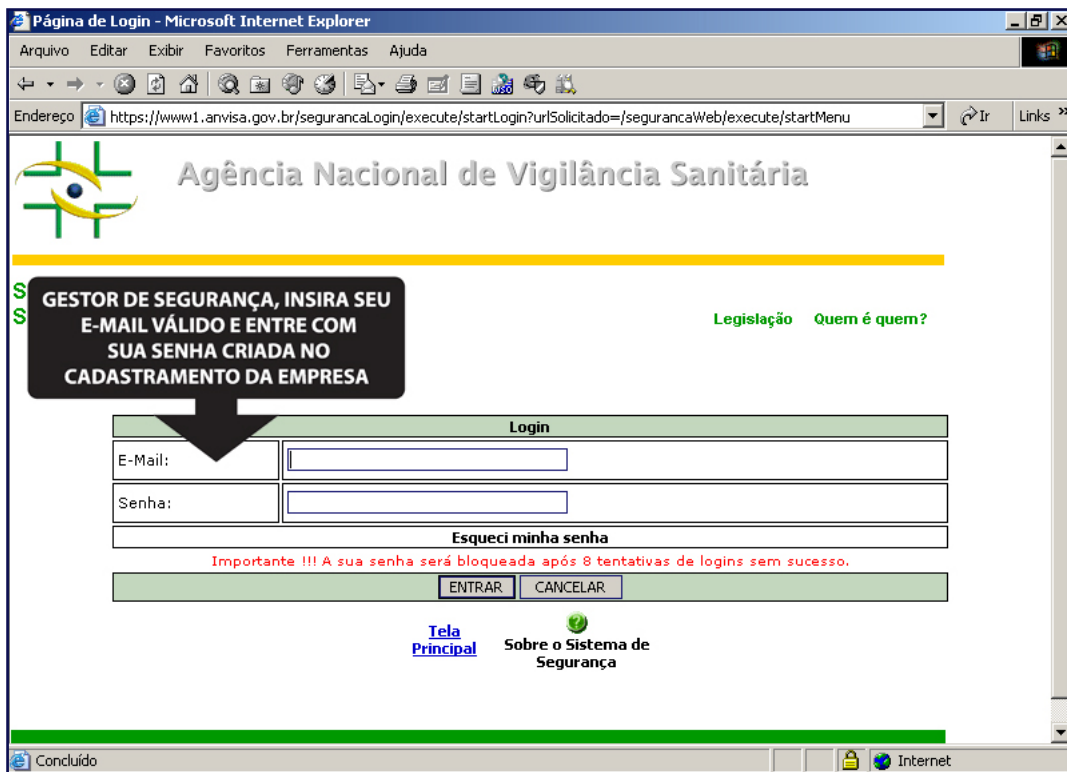 Página de Login - Microsoft Internet Explorer
Arquivo Editar Exibir Favoritos Ferramentas Ajuda
Endereço https://www1.anvisa.gov.br/segurancaLogin/execute/startLogin?urlSolicitado=/segurancaWeb/execute/startMenu Ir Links »
Agência Nacional de Vigilância Sanitária
S
S
GESTOR DE SEGURANÇA, INSIRA SEU
E-MAIL VÁLIDO E ENTRE COM
SUA SENHA CRIADA NO
CADASTRAMENTO DA EMPRESA
Legislação Quem é quem?
Login
E-Mail:
Senha:
Esqueci minha senha
Importante !!! A sua senha será bloqueada após 8 tentativas de logins sem sucesso.
ENTRAR CANCELAR
Tela
Principal
Sobre o Sistema de
Segurança
Concluído Internet